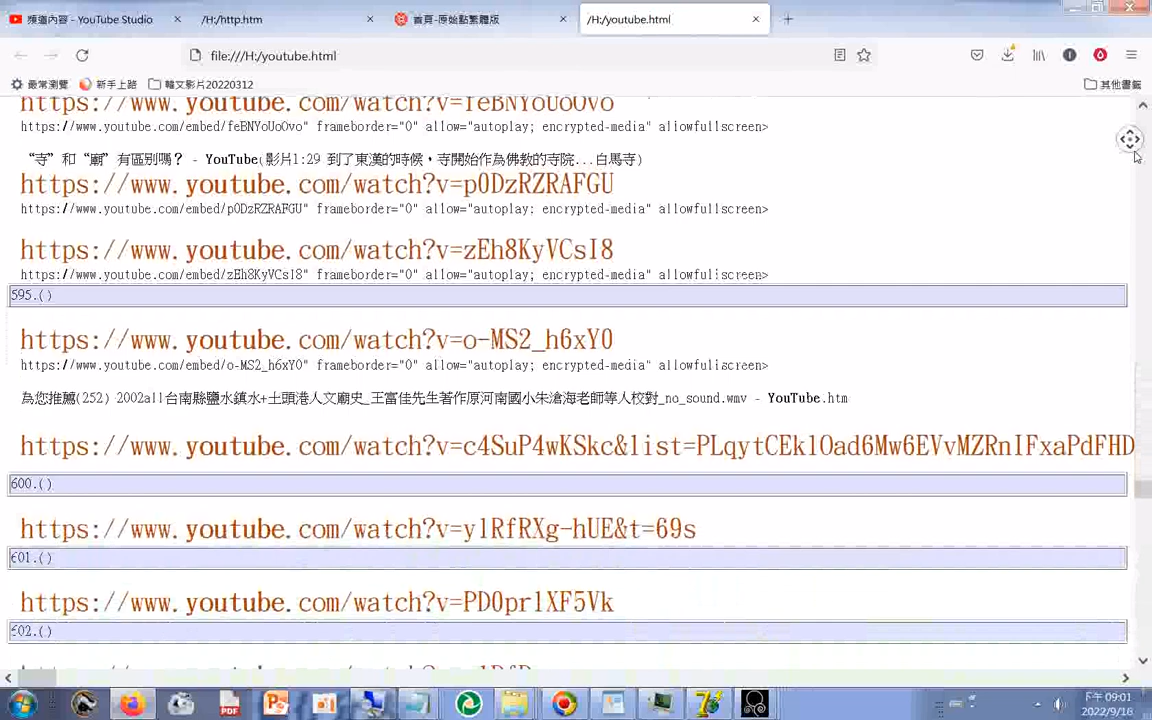 頻道內容 - YouTube Studio
/H:/http.htm
首頁-原始點繁體版
/H:/youtube.html
file:///H:/youtube.html
最常瀏覽
新手上路
翰文影片20220312
其他書籤
https://www.youtube.com/watch?v=feBNYoUoOvo
https://www.youtube.com/embed/feBNYoUoOvo" frameborder="0" allow="autoplay; encrypted-media" allowfullscreen>
“寺”和“廟”有區別嗎？ - YouTube(影片1:29 到了東漢的時候，寺開始作為佛教的寺院...白馬寺)
https://www.youtube.com/watch?v=p0DzRZRAFGU
https://www.youtube.com/embed/p0DzRZRAFGU" frameborder="0" allow="autoplay; encrypted-media" allowfullscreen>
https://www.youtube.com/watch?v=zEh8KyVCsI8
https://www.youtube.com/embed/zEh8KyVCsI8" frameborder="0" allow="autoplay; encrypted-media" allowfullscreen>
595.()
https://www.youtube.com/watch?v=o-MS2_h6xY0
https://www.youtube.com/embed/o-MS2_h6xY0" frameborder="0" allow="autoplay; encrypted-media" allowfullscreen>
為您推薦(252) 2002all台南縣鹽水鎮水+土頭港人文廟史_王富佳先生著作原河南國小朱滄海老師等人校對_no_sound.wmv - YouTube.htm
https://www.youtube.com/watch?v=c4SuP4wKSkc&list=PLqytCEklOad6Mw6EVvMZRnIFxaPdFHD
600.()
https://www.youtube.com/watch?v=ylRfRXg-hUE&t=69s
601.()
https://www.youtube.com/watch?v=PD0prlXF5Vk
602.()
下午 09:01
2022/9/16